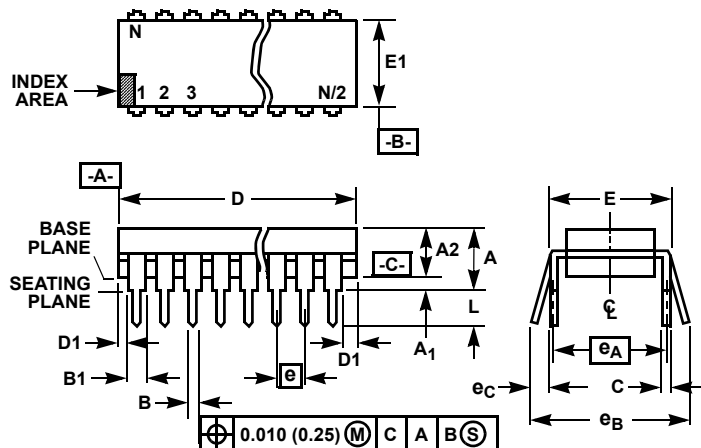 N
E1
INDEX
AREA
1 2 3 N/2
-B-
-A-
D
E
BASE
PLANE
A2
A
-C-
SEATING
PLANE
L
D1
A1
D1
B1
e
eA
B
eC
C
eB
0.010 (0.25) M C A B S
CL